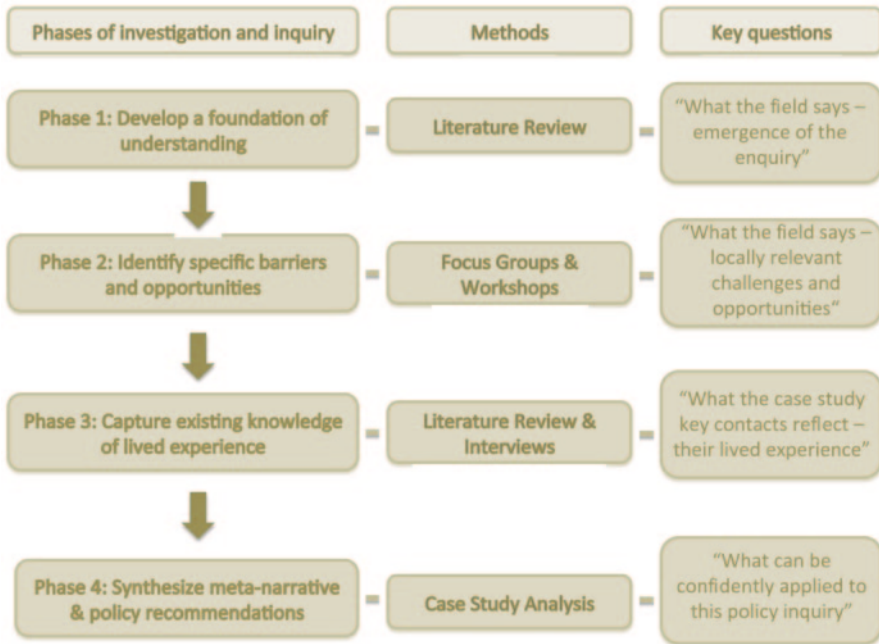 Phases of investigation and inquiry
Methods
Key questions
Phase 1: Develop a foundation of
understanding
Literature Review
“What the field says –
emergence of the
enquiry”
Phase 2: Identify specific barriers
and opportunities
Focus Groups &
Workshops
“What the field says –
locally relevant
challenges and
opportunities“
Phase 3: Capture existing knowledge
of lived experience
Literature Review &
Interviews
“What the case study
key contacts reflect –
their lived experience”
Phase 4: Synthesize meta-narrative
& policy recommendations
Case Study Analysis
“What can be
confidently applied to
this policy inquiry”